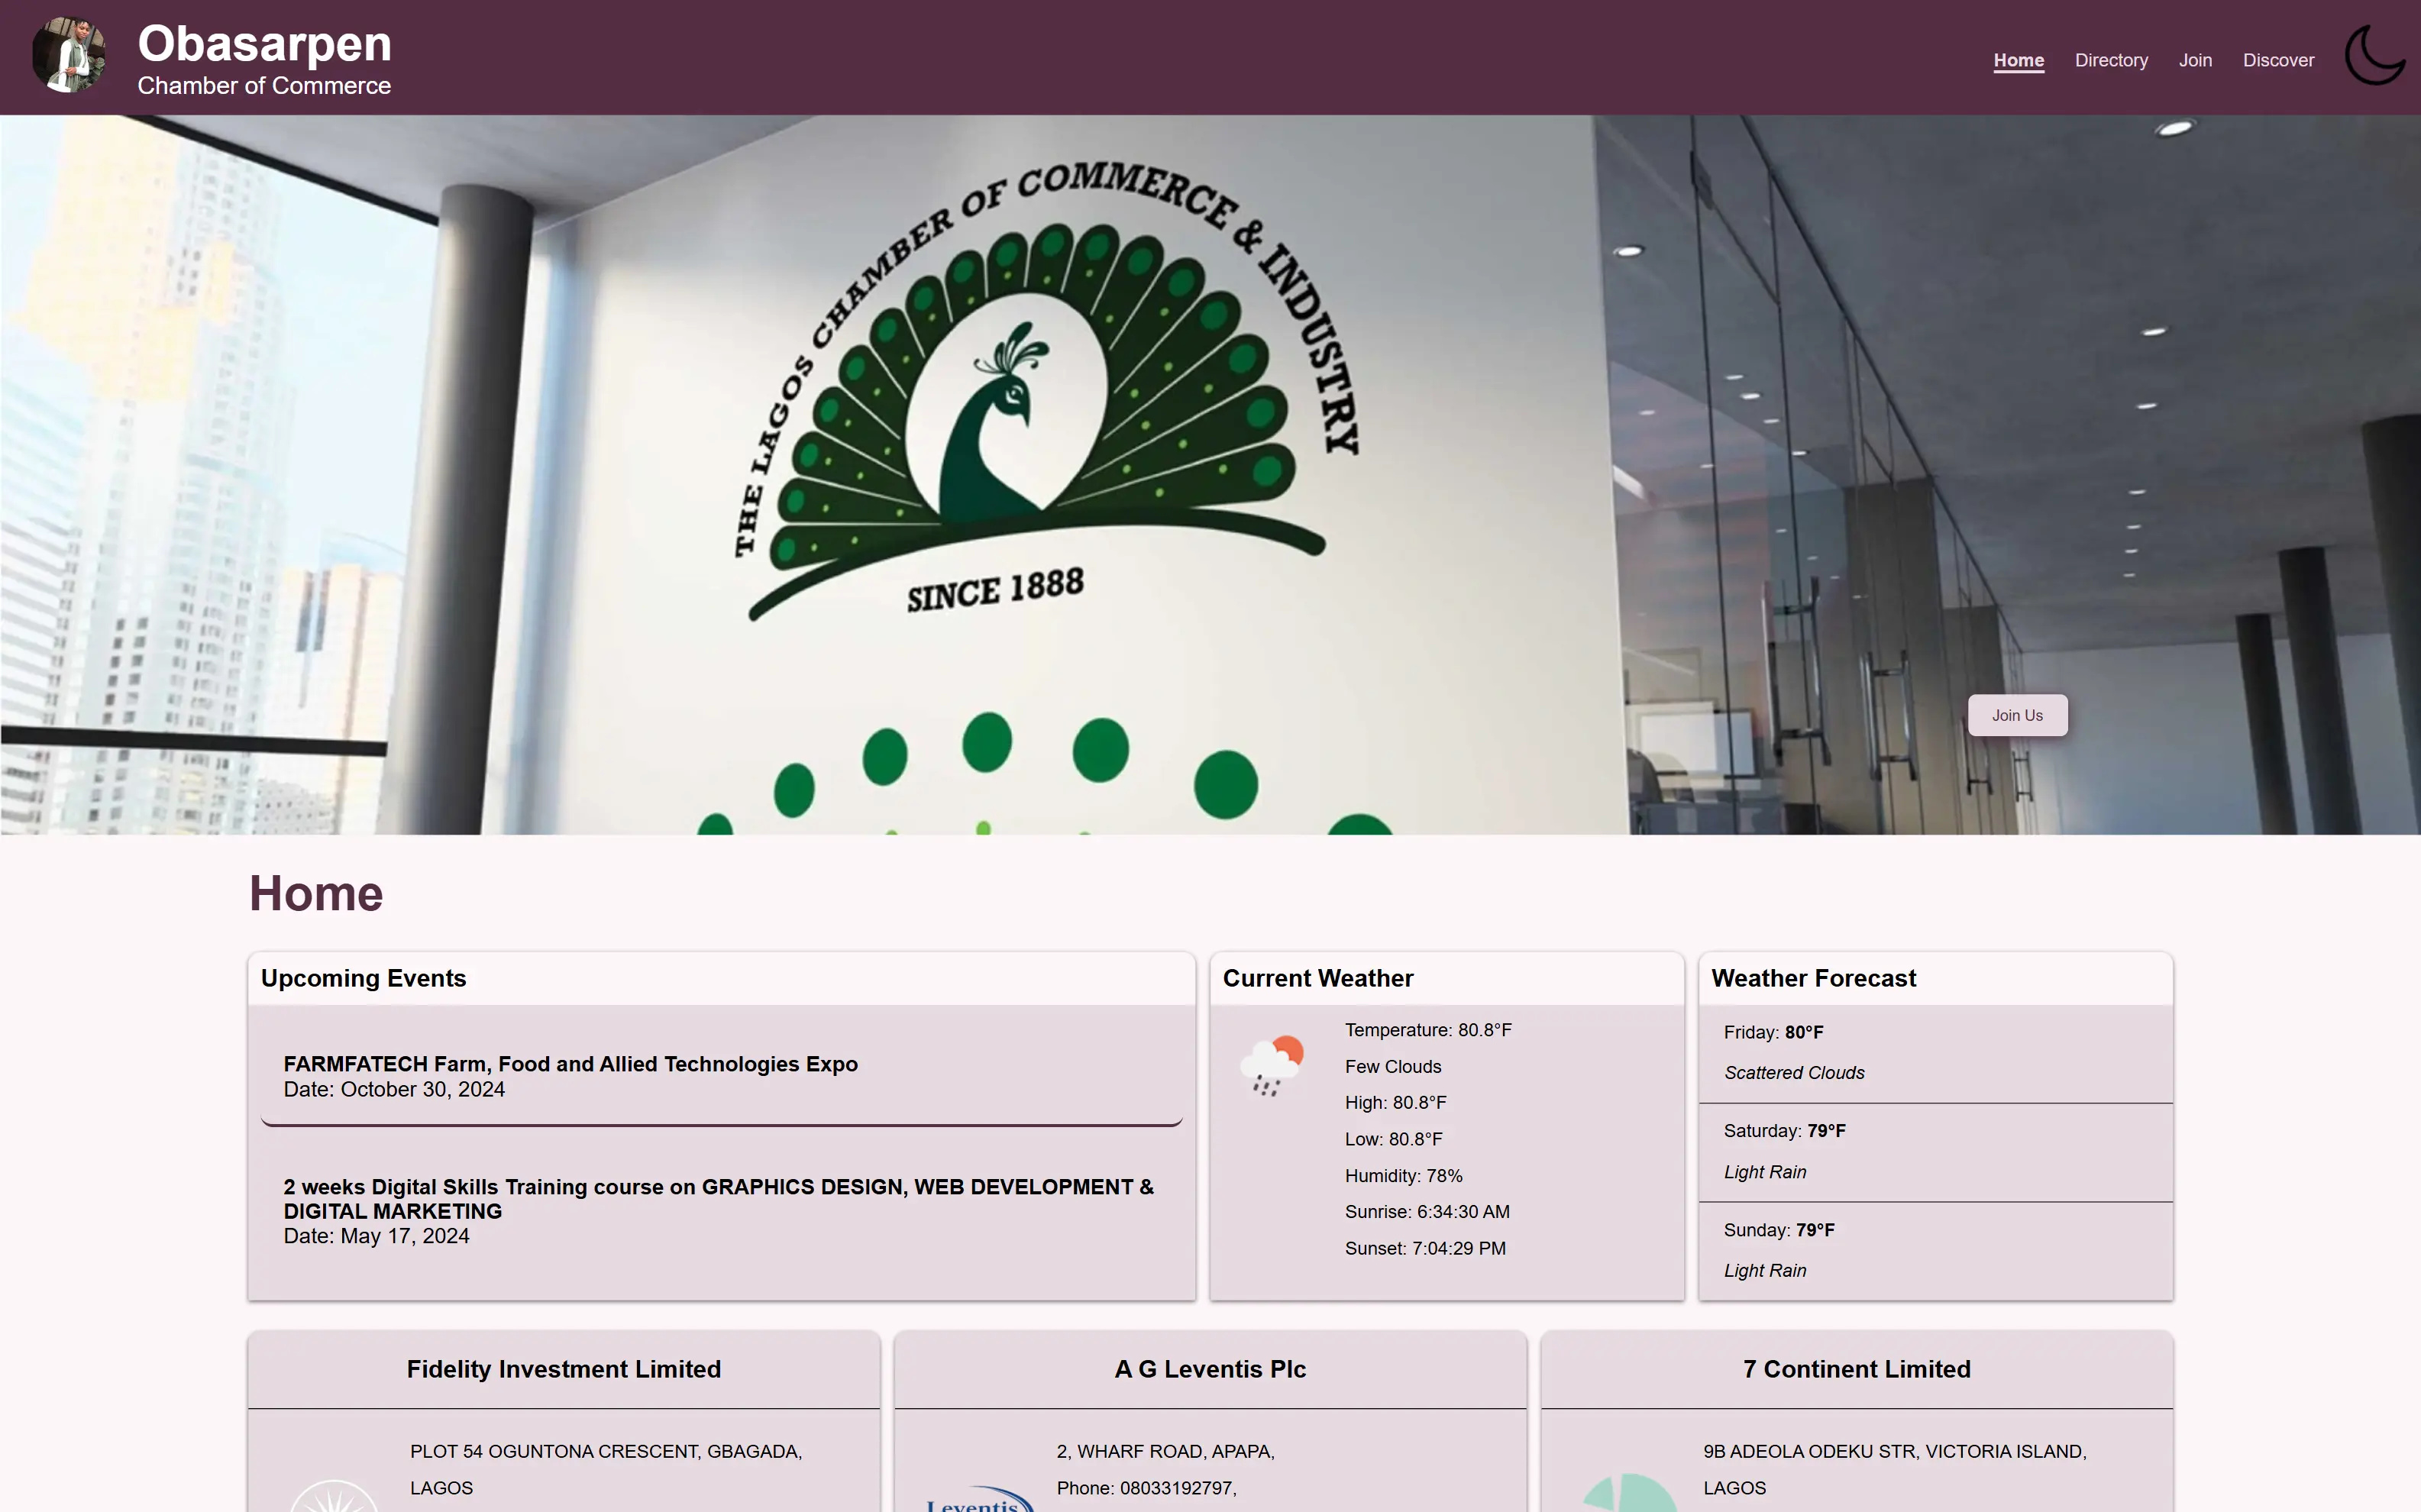 Obasarpen
Chamber of Commerce
Home
Directory
Join
Discover
THE LAGOS CHAMBER OF COMMERCE & INDUSTRY
SINCE 1888
Join Us
Home
Upcoming Events
FARMFATECH Farm, Food and Allied Technologies Expo
Date: October 30, 2024
2 weeks Digital Skills Training course on GRAPHICS DESIGN, WEB DEVELOPMENT &
DIGITAL MARKETING
Date: May 17, 2024
Current Weather
Temperature: 80.8°F
Few Clouds
High: 80.8°F
Low: 80.8°F
Humidity: 78%
Sunrise: 6:34:30 AM
Sunset: 7:04:29 PM
Weather Forecast
Friday: 80°F
Scattered Clouds
Saturday: 79°F
Light Rain
Sunday: 79°F
Light Rain
Fidelity Investment Limited
PLOT 54 OGUNTONA CRESCENT, GBAGADA,
LAGOS
A G Leventis Plc
Leventis
2, WHARF ROAD, APAPA,
Phone: 08033192797,
7 Continent Limited
9B ADEOLA ODEKU STR, VICTORIA ISLAND,
LAGOS